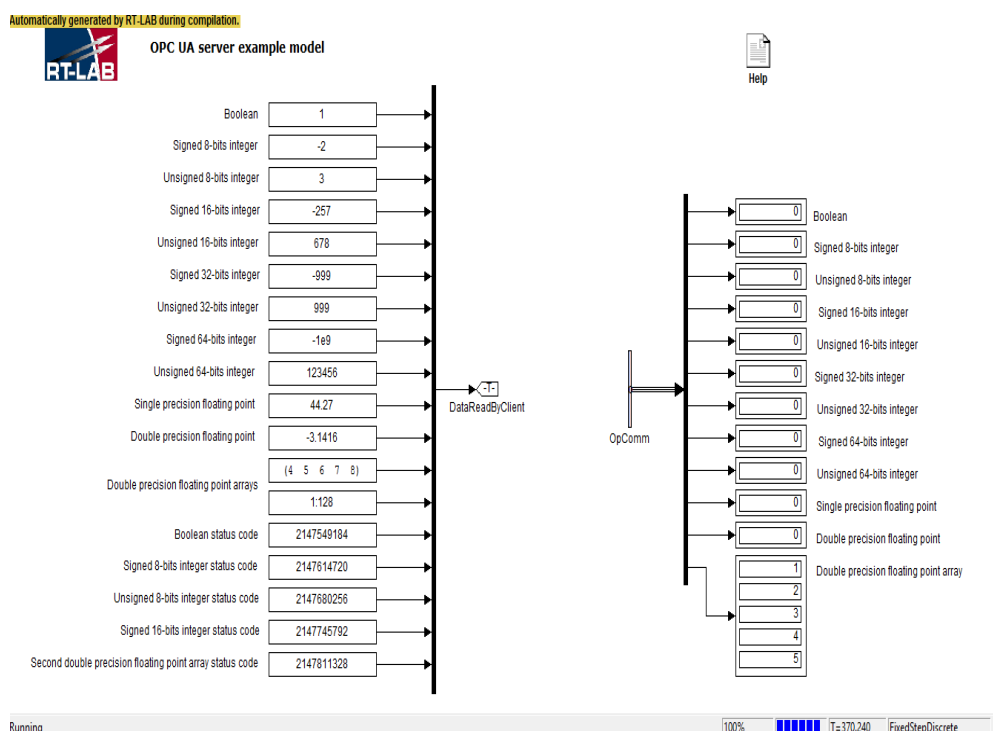 Automatically generated by RT-LAB during compilation.
RT-LAB
OPC UA server example model
Help
Boolean
1
Signed 8-bits integer
-2
Unsigned 8-bits integer
3
Signed 16-bits integer
-257
Unsigned 16-bits integer
678
Signed 32-bits integer
-999
Unsigned 32-bits integer
999
Signed 64-bits integer
-1e9
Unsigned 64-bits integer
123456
Single precision floating point
44.27
Double precision floating point
-3.1416
Double precision floating point arrays
(4 5 6 7 8)
1:128
Boolean status code
2147549184
Signed 8-bits integer status code
2147614720
Unsigned 8-bits integer status code
2147680256
Signed 16-bits integer status code
2147745792
Second double precision floating point array status code
2147811328
-T-
DataReadByClient
OpComm
0
Boolean
0
Signed 8-bits integer
0
Unsigned 8-bits integer
0
Signed 16-bits integer
0
Unsigned 16-bits integer
0
Signed 32-bits integer
0
Unsigned 32-bits integer
0
Signed 64-bits integer
0
Unsigned 64-bits integer
0
Single precision floating point
0
Double precision floating point
1
Double precision floating point array
2
3
4
5
Running
100%
T=370.240
FixedStepDiscrete